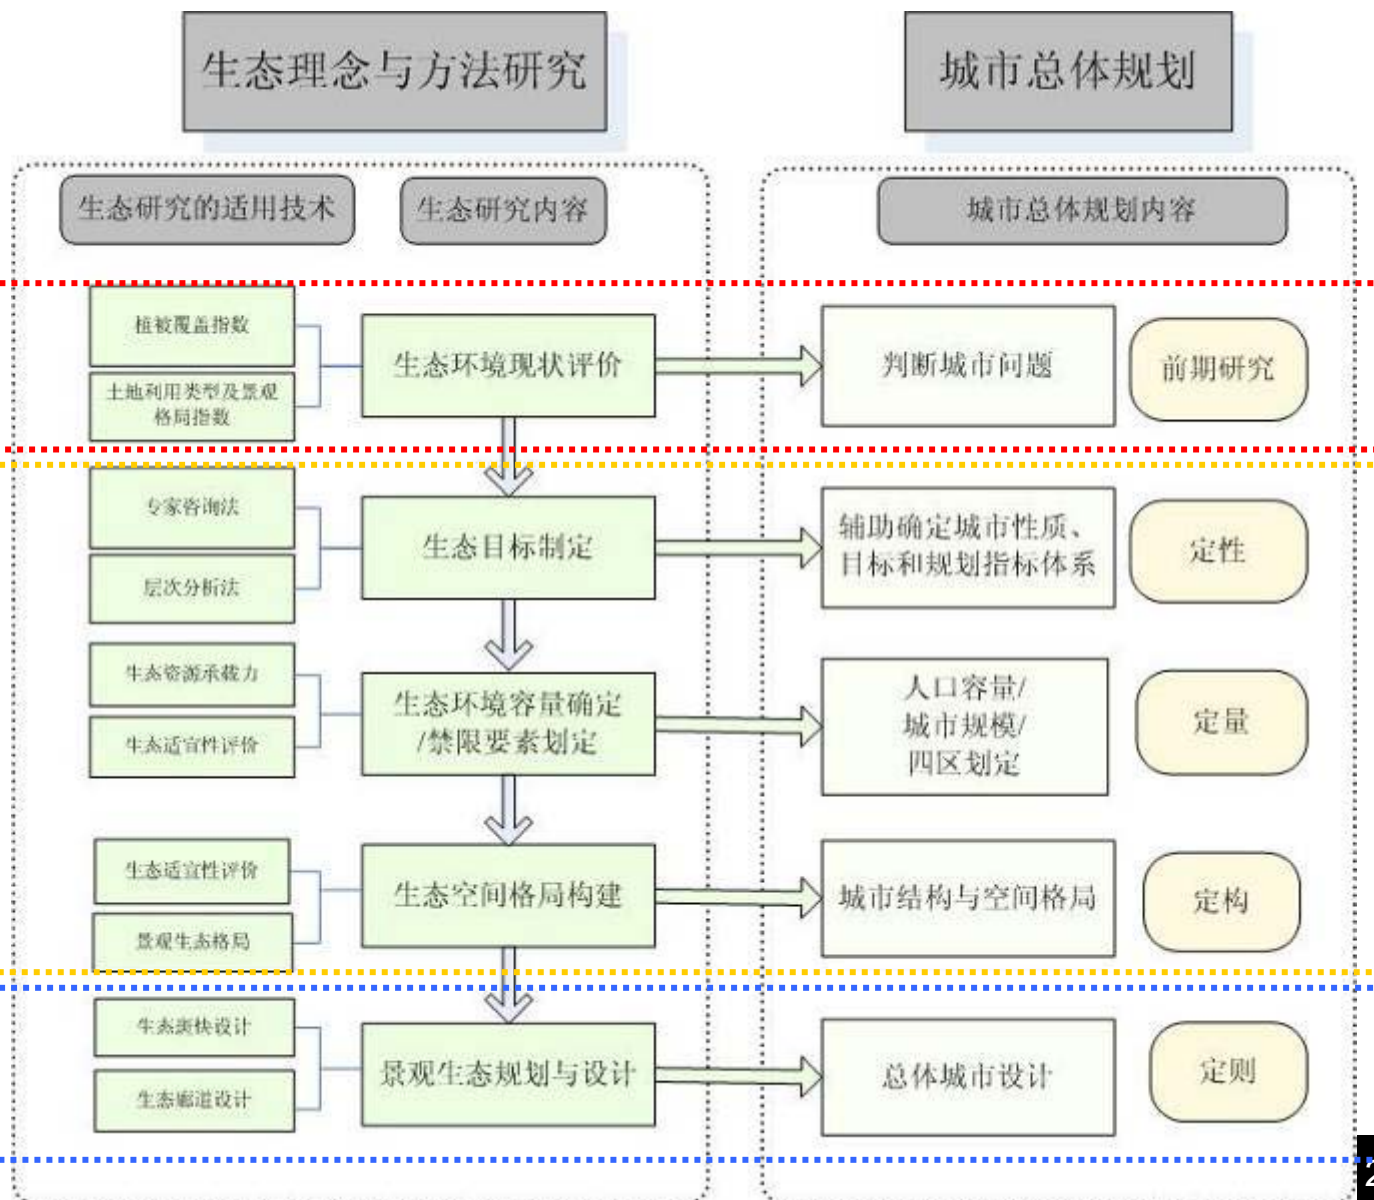 生态理念与方法研究
城市总体规划
生态研究的适用技术
生态研究内容
城市总体规划内容
植被覆盖指数
土地利用类型及景观
格局指数
生态环境现状评价
判断城市问题
前期研究
专家咨询法
层次分析法
生态目标制定
辅助确定城市性质、
目标和规划指标体系
定性
生态资源承载力
生态适宜性评价
生态环境容量确定
/禁限要素划定
人口容量/
城市规模/
四区划定
定量
生态适宜性评价
景观生态格局
生态空间格局构建
城市结构与空间格局
定构
生态斑快设计
生态廊道设计
景观生态规划与设计
总体城市设计
定则
2